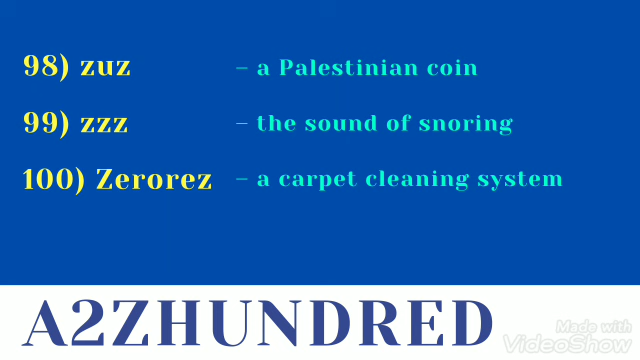 98) zuz – a Palestinian coin
99) zzz – the sound of snoring
100) Zerorez – a carpet cleaning system
A2ZHUNDRED
Made with
VideoShow